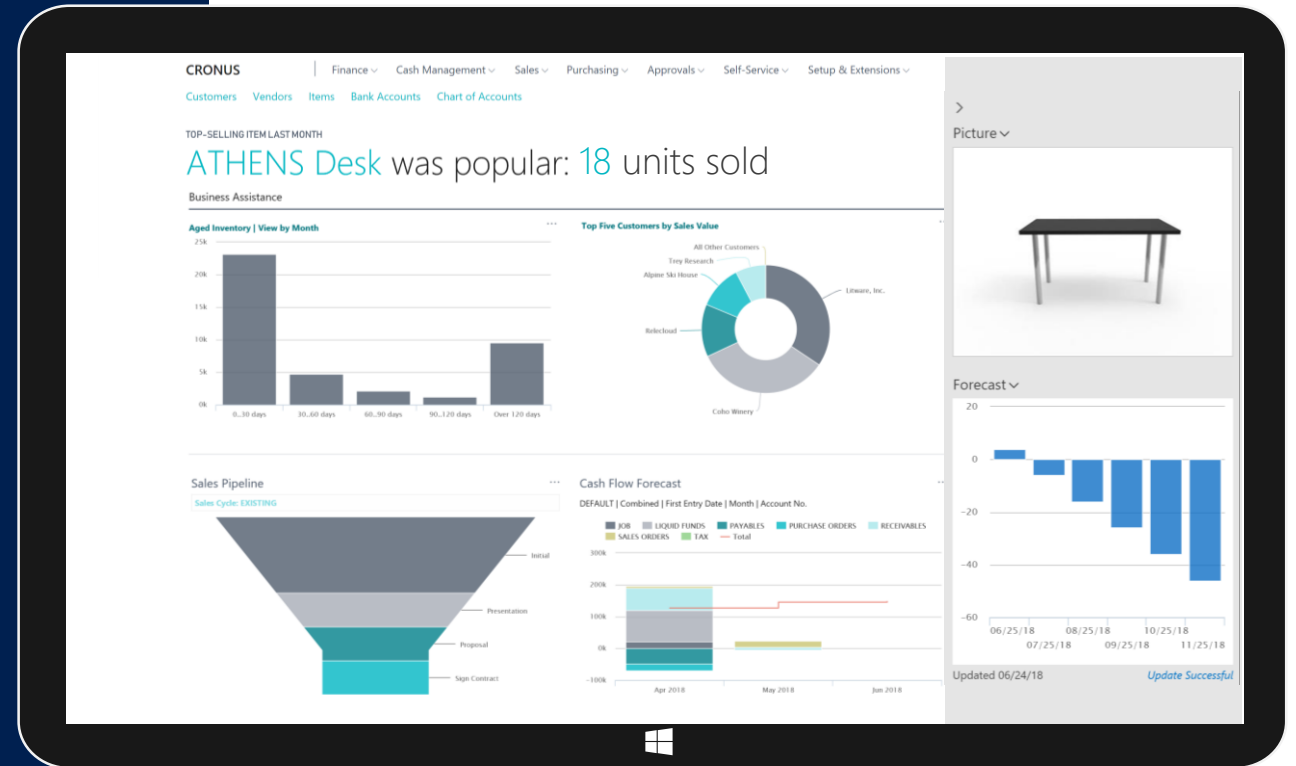 CRONUS
Finance Cash Management Sales Purchasing Approvals Self-Service Setup & Extensions
Customers Vendors Items Bank Accounts Chart of Accounts
TOP-SELLING ITEM LAST MONTH
ATHENS Desk was popular: 18 units sold
Business Assistance
Aged Inventory | View by Month
25k
20k
15k
10k
5k
0k
0..30 days 30..60 days 60..90 days 90..120 days Over 120 days
Top Five Customers by Sales Value
All Other Customers
Trey Research
Alpine Ski House
Litware, Inc.
Relecloud
Coho Winery
Sales Pipeline
Sales Cycle: EXISTING
Initial
Presentation
Proposal
Sign Contract
Cash Flow Forecast
DEFAULT | Combined | First Entry Date | Month | Account No.
JOB LIQUID FUNDS PAYABLES PURCHASE ORDERS RECEIVABLES
SALES ORDERS TAX Total
300k
200k
100k
0k
-100k
Apr 2018 May 2018 Jun 2018
Picture
Forecast
20
0
-20
-40
-60
06/25/18 08/25/18 10/25/18
07/25/18 09/25/18 11/25/18
Updated 06/24/18 Update Successful